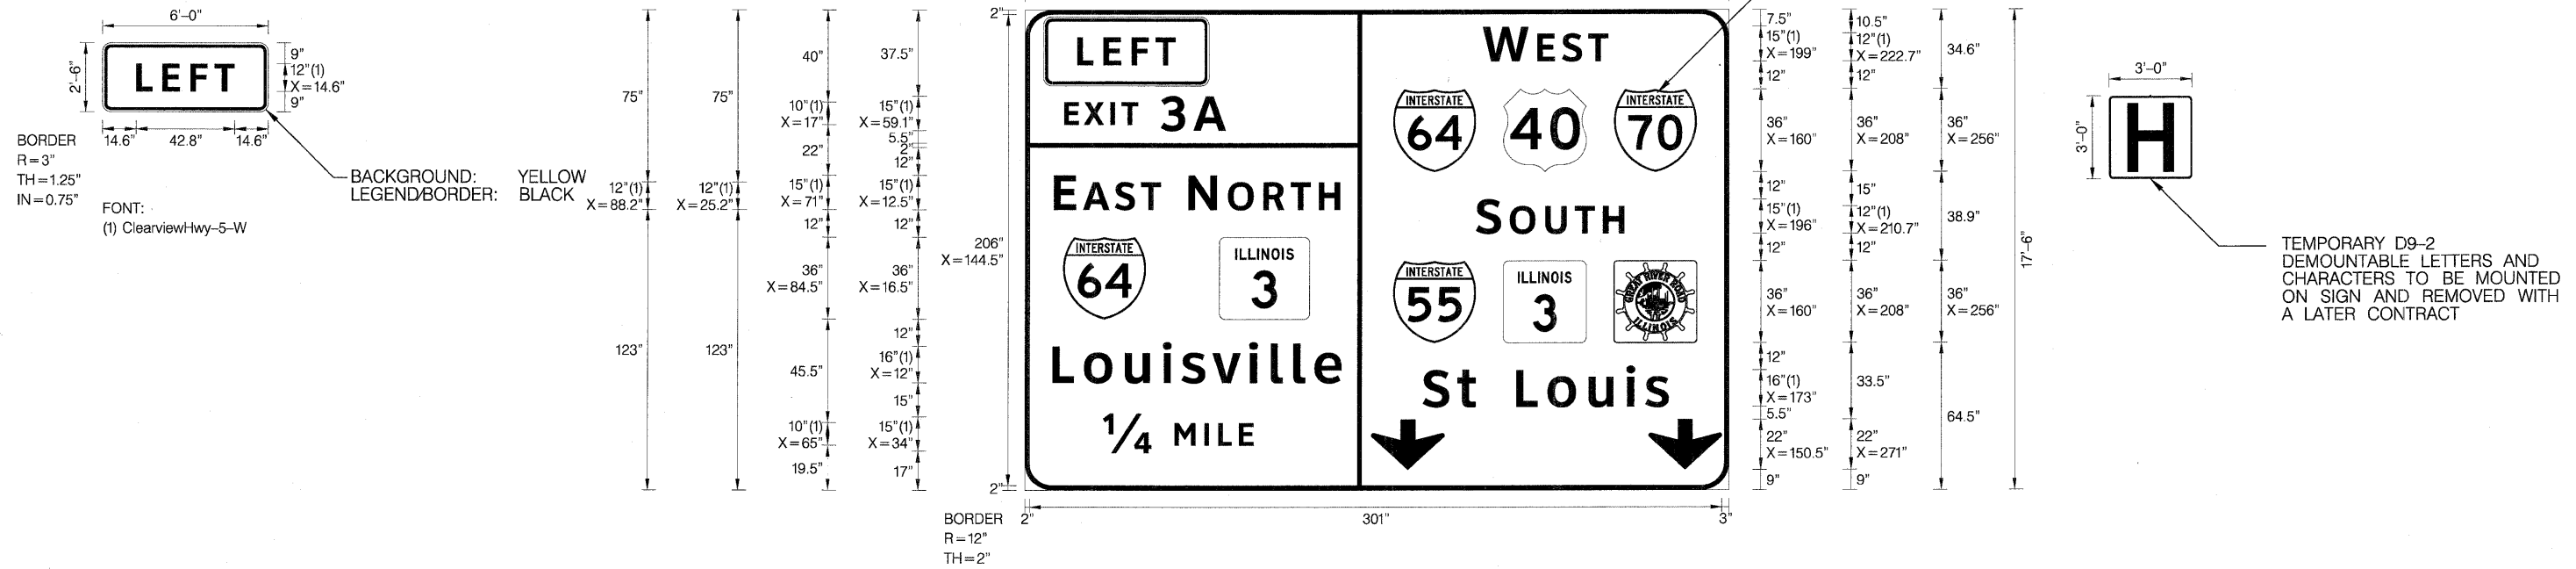 6'-0"
2'-6"
LEFT
9"
12"(1)
X=14.6"
9"
14.6"
42.8"
14.6"
BORDER
R=3"
TH=1.25"
IN=0.75"
FONT:
(1) ClearviewHwy-5-W
BACKGROUND: YELLOW
LEGEND/BORDER: BLACK
75"
12"(1)
X=88.2"
123"
75"
12"(1)
X=25.2"
123"
40"
10"(1)
X=17"
22"
15"(1)
X=71"
12"
36"
X=84.5"
45.5"
10"(1)
X=65"
19.5"
37.5"
15"(1)
X=59.1"
5.5"
2"
12"
15"(1)
X=12.5"
12"
36"
X=16.5"
12"
16"(1)
X=12"
15"
15"(1)
X=34"
17"
2"
206"
X=144.5"
2"
LEFT
EXIT 3A
EAST NORTH
INTERSTATE
64
ILLINOIS
3
Louisville
1/4 MILE
WEST
INTERSTATE
64
40
INTERSTATE
70
SOUTH
INTERSTATE
55
ILLINOIS
3
GREAT RIVER ROAD
ILLINOIS
St Louis
BORDER
R=12"
TH=2"
2"
301"
3"
7.5"
15"(1)
X=199"
12"
36"
X=160"
12"
15"(1)
X=196"
12"
36"
X=160"
12"
16"(1)
X=173"
5.5"
22"
X=150.5"
9"
10.5"
12"(1)
X=222.7"
12"
36"
X=208"
15"
12"(1)
X=210.7"
12"
36"
X=208"
33.5"
22"
X=271"
9"
34.6"
36"
X=256"
38.9"
36"
X=256"
64.5"
17'-6"
3'-0"
3'-0"
H
TEMPORARY D9-2
DEMOUNTABLE LETTERS AND
CHARACTERS TO BE MOUNTED
ON SIGN AND REMOVED WITH
A LATER CONTRACT